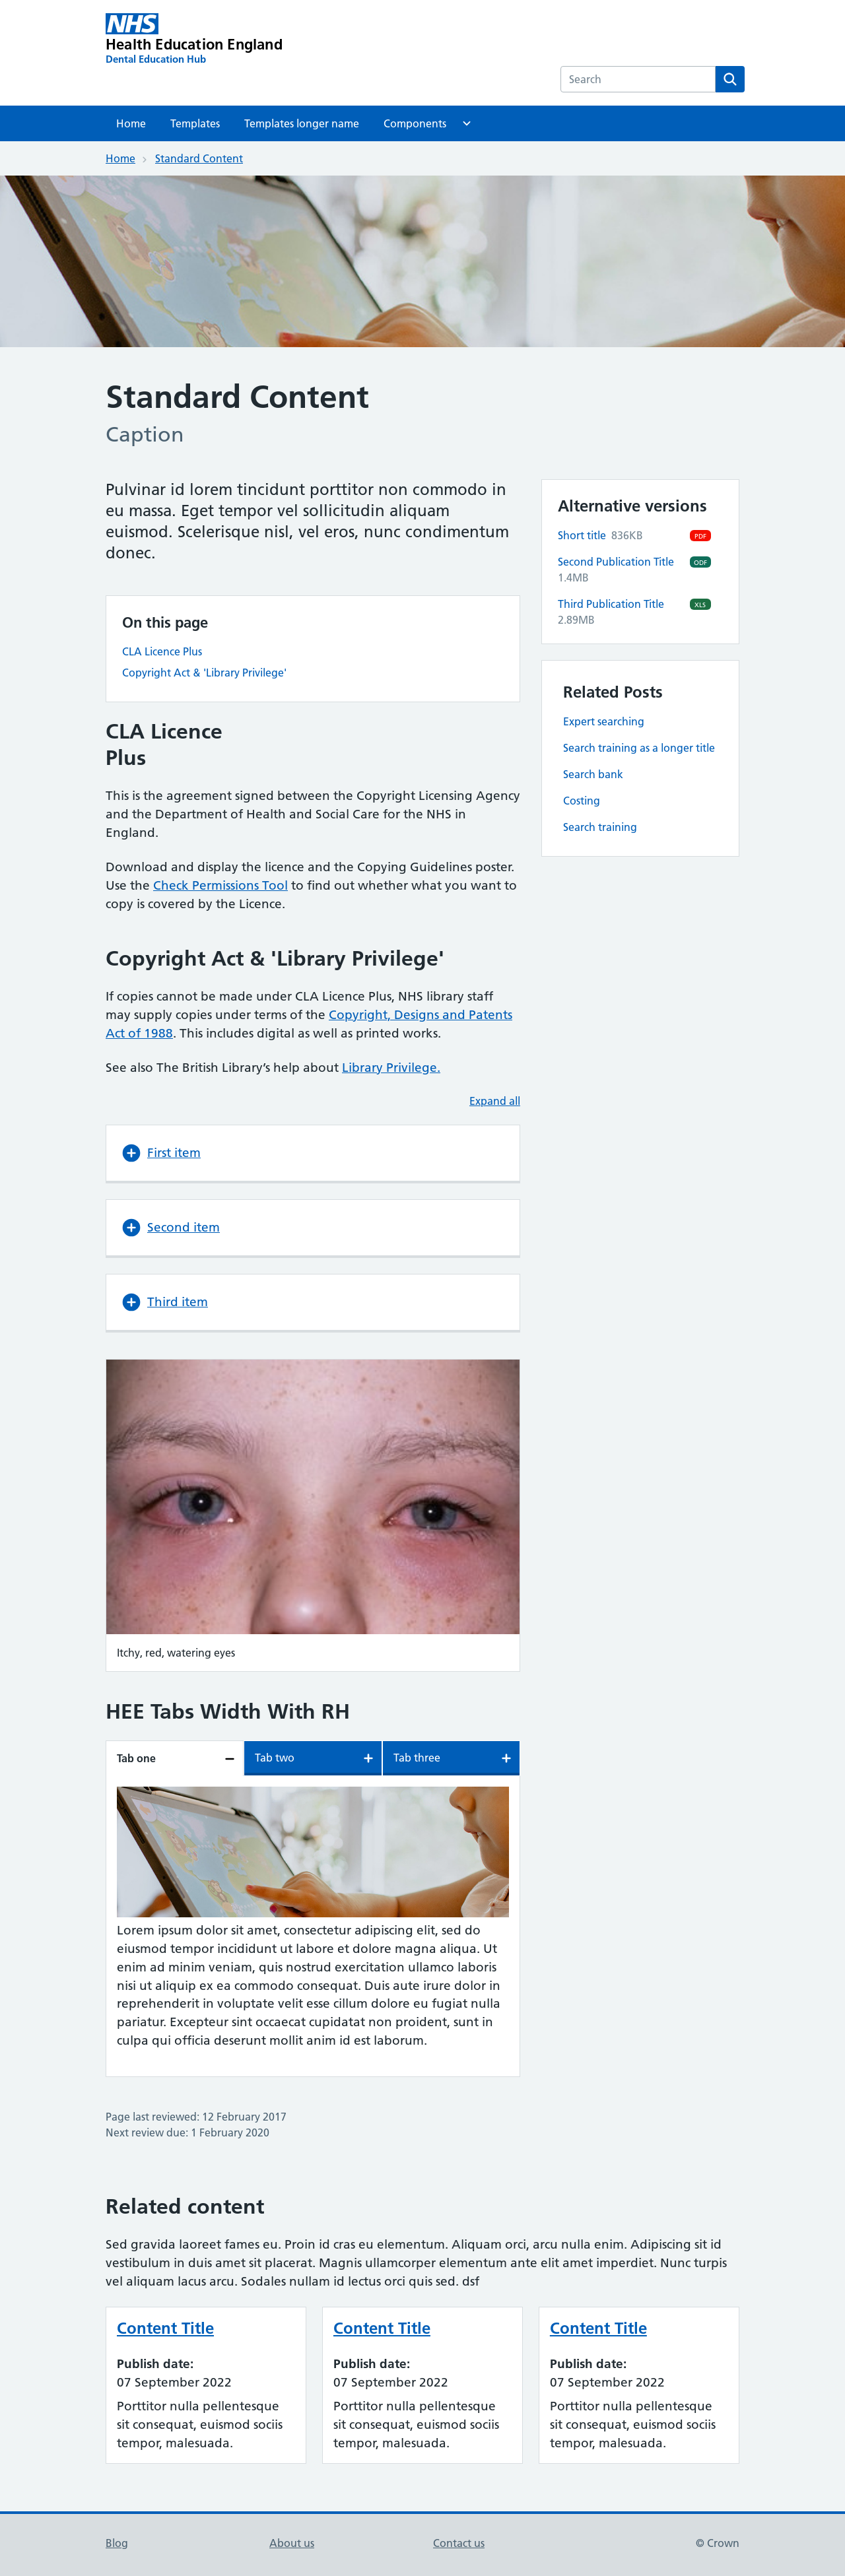 NHS
Health Education England
Dental Education Hub
Search
Home
Templates
Templates longer name
Components
Home
Standard Content
Standard Content
Caption
Pulvinar id lorem tincidunt porttitor non commodo in
eu massa. Eget tempor vel sollicitudin aliquam
euismod. Scelerisque nisl, vel eros, nunc condimentum
donec.
On this page
CLA Licence Plus
Copyright Act & 'Library Privilege'
CLA Licence
Plus
This is the agreement signed between the Copyright Licensing Agency
and the Department of Health and Social Care for the NHS in
England.
Download and display the licence and the Copying Guidelines poster.
Use the Check Permissions Tool to find out whether what you want to
copy is covered by the Licence.
Copyright Act & 'Library Privilege'
If copies cannot be made under CLA Licence Plus, NHS library staff
may supply copies under terms of the Copyright, Designs and Patents
Act of 1988. This includes digital as well as printed works.
See also The British Library’s help about Library Privilege.
Expand all
First item
Second item
Third item
Itchy, red, watering eyes
HEE Tabs Width With RH
Tab one
Tab two
Tab three
Lorem ipsum dolor sit amet, consectetur adipiscing elit, sed do
eiusmod tempor incididunt ut labore et dolore magna aliqua. Ut
enim ad minim veniam, quis nostrud exercitation ullamco laboris
nisi ut aliquip ex ea commodo consequat. Duis aute irure dolor in
reprehenderit in voluptate velit esse cillum dolore eu fugiat nulla
pariatur. Excepteur sint occaecat cupidatat non proident, sunt in
culpa qui officia deserunt mollit anim id est laborum.
Page last reviewed: 12 February 2017
Next review due: 1 February 2020
Alternative versions
Short title 836KB
PDF
Second Publication Title
ODF
1.4MB
Third Publication Title
XLS
2.89MB
Related Posts
Expert searching
Search training as a longer title
Search bank
Costing
Search training
Related content
Sed gravida laoreet fames eu. Proin id cras eu elementum. Aliquam orci, arcu nulla enim. Adipiscing sit id
vestibulum in duis amet sit placerat. Magnis ullamcorper elementum ante elit amet imperdiet. Nunc turpis
vel aliquam lacus arcu. Sodales nullam id lectus orci quis sed. dsf
Content Title
Publish date:
07 September 2022
Porttitor nulla pellentesque
sit consequat, euismod sociis
tempor, malesuada.
Content Title
Publish date:
07 September 2022
Porttitor nulla pellentesque
sit consequat, euismod sociis
tempor, malesuada.
Content Title
Publish date:
07 September 2022
Porttitor nulla pellentesque
sit consequat, euismod sociis
tempor, malesuada.
Blog
About us
Contact us
© Crown